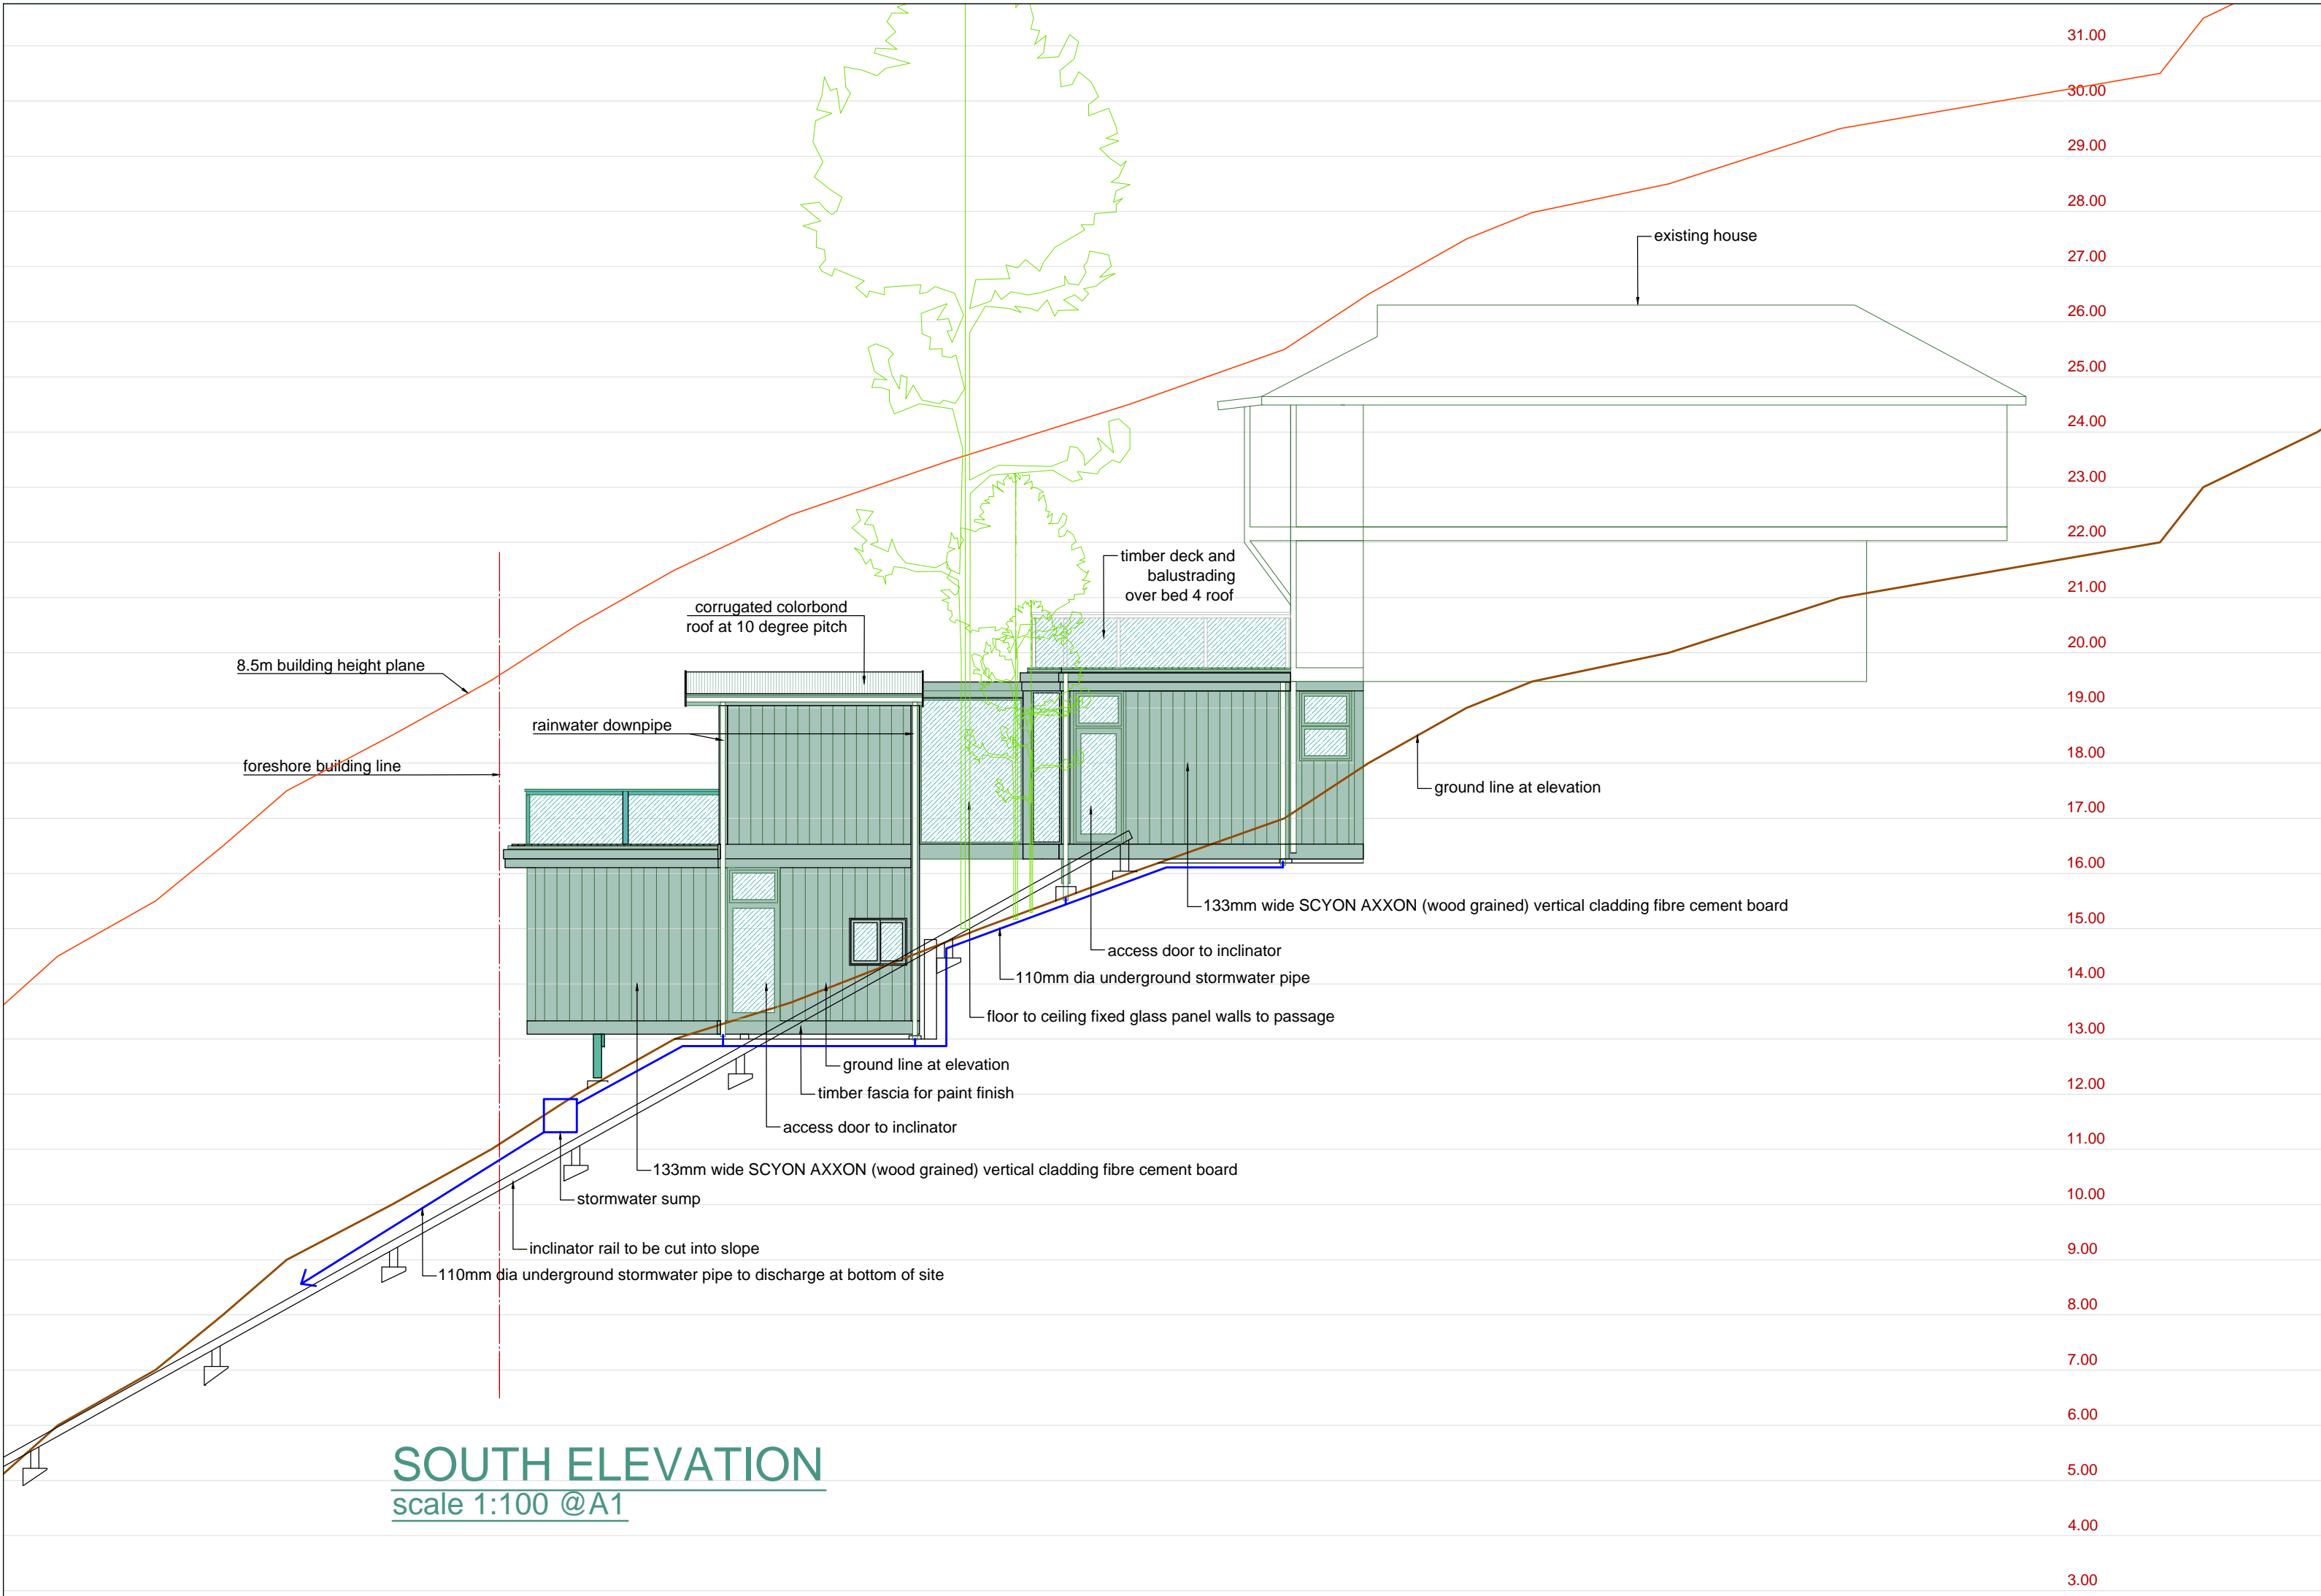 31.00
30.00
29.00
28.00
existing house
27.00
26.00
25.00
24.00
23.00
22.00
timber deck and
balustrading
over bed 4 roof
21.00
corrugated colorbond
roof at 10 degree pitch
20.00
8.5m building height plane
19.00
rainwater downpipe
18.00
foreshore building line
ground line at elevation
17.00
16.00
133mm wide SCYON AXXON (wood grained) vertical cladding fibre cement board
15.00
access door to inclinator
14.00
110mm dia underground stormwater pipe
floor to ceiling fixed glass panel walls to passage
13.00
ground line at elevation
12.00
timber fascia for paint finish
access door to inclinator
11.00
133mm wide SCYON AXXON (wood grained) vertical cladding fibre cement board
10.00
stormwater sump
inclinator rail to be cut into slope
9.00
110mm dia underground stormwater pipe to discharge at bottom of site
8.00
7.00
6.00
SOUTH ELEVATION
5.00
scale 1:100 @A1
4.00
3.00